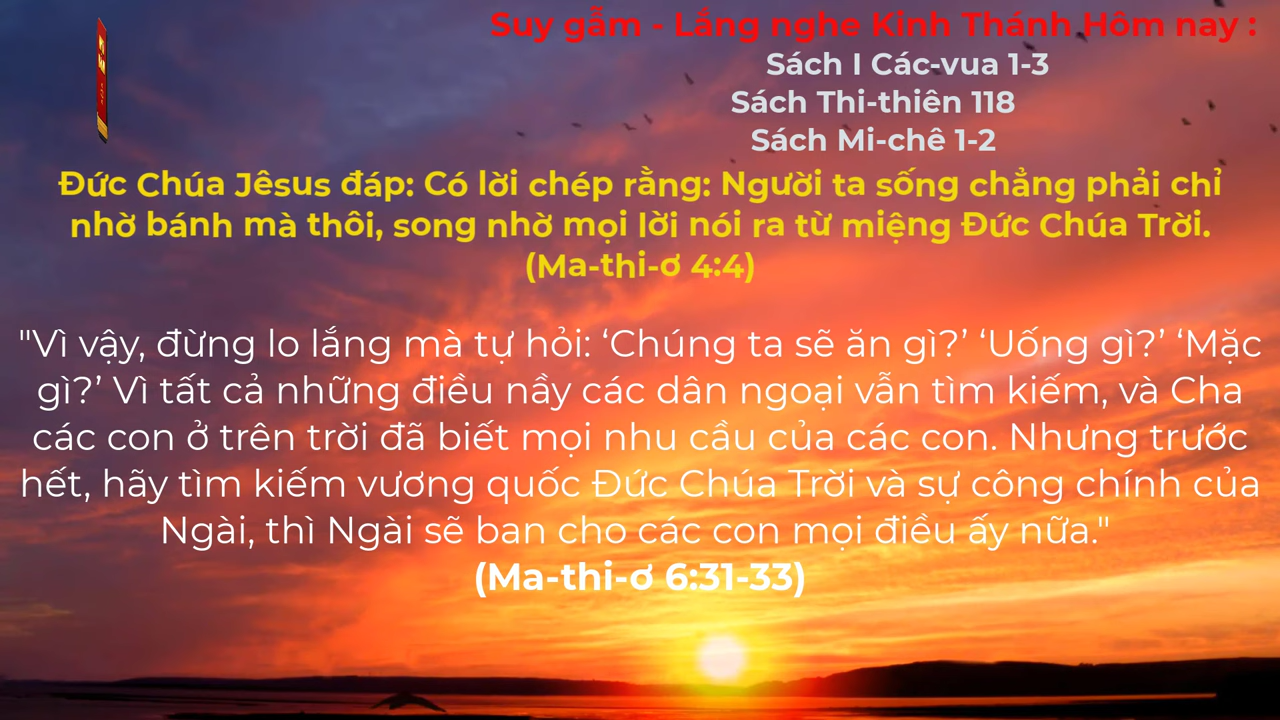 Suy gẫm - Lắng nghe Kinh Thánh Hôm nay :
Sách I Các-vua 1-3
Sách Thi-thiên 118
Sách Mi-chê 1-2
Đức Chúa Jêsus đáp: Có lời chép rằng: Người ta sống chẳng phải chỉ
nhờ bánh mà thôi, song nhờ mọi lời nói ra từ miệng Đức Chúa Trời.
(Ma-thi-ơ 4:4)
"Vì vậy, đừng lo lắng mà tự hỏi: ‘Chúng ta sẽ ăn gì?’ ‘Uống gì?’ ‘Mặc
gì?’ Vì tất cả những điều nầy các dân ngoại vẫn tìm kiếm, và Cha
các con ở trên trời đã biết mọi nhu cầu của các con. Nhưng trước
hết, hãy tìm kiếm vương quốc Đức Chúa Trời và sự công chính của
Ngài, thì Ngài sẽ ban cho các con mọi điều ấy nữa."
(Ma-thi-ơ 6:31-33)